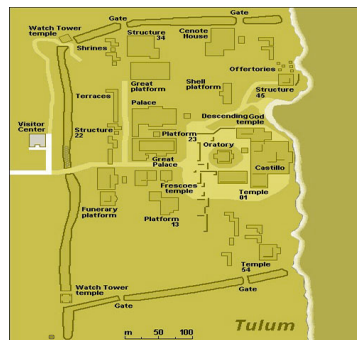 Gate
Gate
Watch Tower
temple
Structure
34
Cenote
House
Shrines
Offertories
Great
platform
Shell
platform
Structure
45
Terraces
Palace
Descending God
temple
Visitor
Center
Structure
22
Platform
23
Oratory
Great
Palace
Castillo
Frescoes
temple
Temple
01
Funerary
platform
Platform
13
Temple
54
Watch Tower
temple
Gate
Gate
Tulum
m 50 100